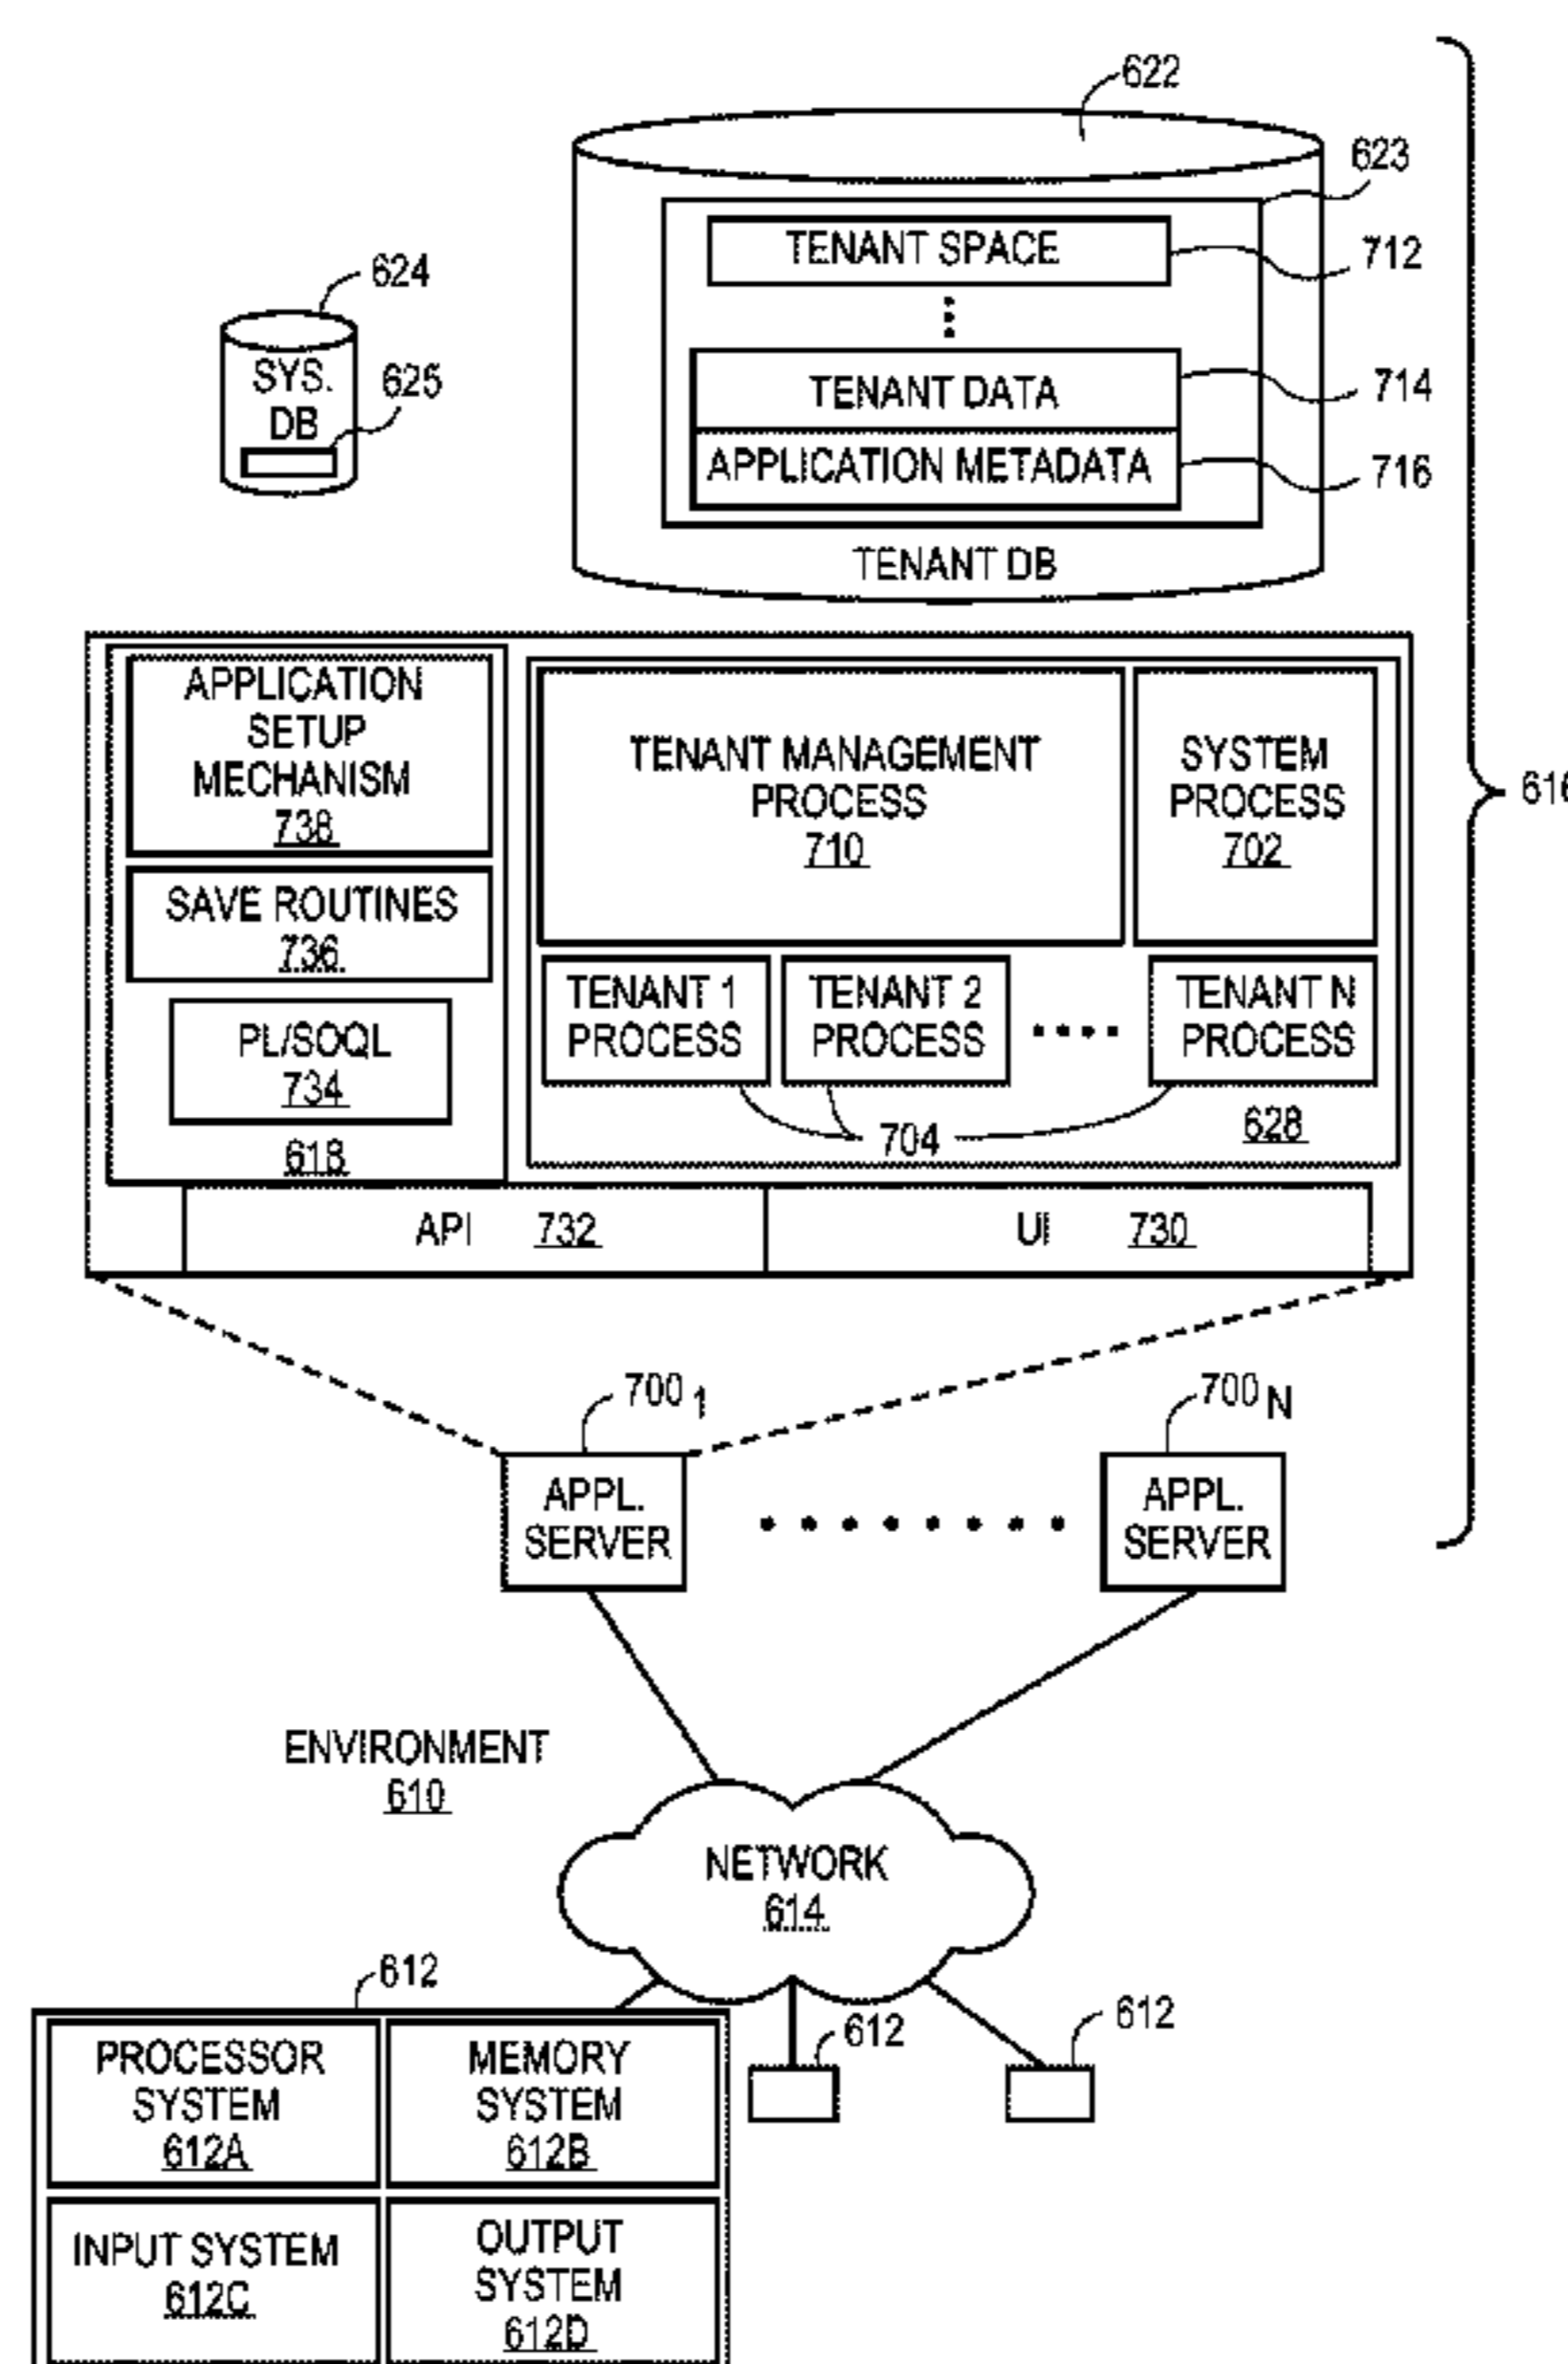 622
623
TENANT SPACE
712
624
SYS.
DB
625
TENANT DATA
714
APPLICATION METADATA
716
TENANT DB
616
APPLICATION
SETUP
MECHANISM
738
TENANT MANAGEMENT
PROCESS
710
SYSTEM
PROCESS
702
SAVE ROUTINES
736
TENANT 1
PROCESS
TENANT 2
PROCESS
TENANT N
PROCESS
PL/SOQL
734
704
628
618
API 732
UI 730
700 1
700 N
APPL.
SERVER
APPL.
SERVER
ENVIRONMENT
610
NETWORK
614
612
612
612
PROCESSOR
SYSTEM
612A
MEMORY
SYSTEM
612B
INPUT SYSTEM
612C
OUTPUT
SYSTEM
612D